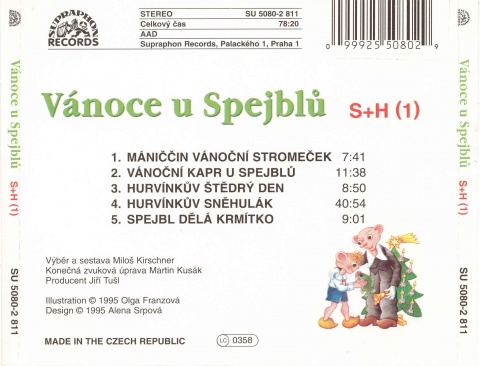 SUPRAPHON
RECORDS
STEREO SU 5080-2 811
Celkový čas 78:20
AAD
Supraphon Records, Palackého 1, Praha 1
0 99925 50802 9
Vánoce u Spejblů S+H (1)
1. MÁNIČČIN VÁNOČNÍ STROMEČEK 7:41
2. VÁNOČNÍ KAPR U SPEJBLŮ 11:38
3. HURVÍNKŮV ŠTĚDRÝ DEN 8:50
4. HURVÍNKŮV SNĚHULÁK 40:54
5. SPEJBL DĚLÁ KRMÍTKO 9:01
Výběr a sestava Miloš Kirschner
Konečná zvuková úprava Martin Kusák
Producent Jiří Tušl
Illustration © 1995 Olga Franzová
Design © 1995 Alena Srpová
MADE IN THE CZECH REPUBLIC
LC 0358
Vánoce u Spejblů S+H (1) SU 5080-2 811
Vánoce u Spejblů S+H (1) SU 5080-2 811